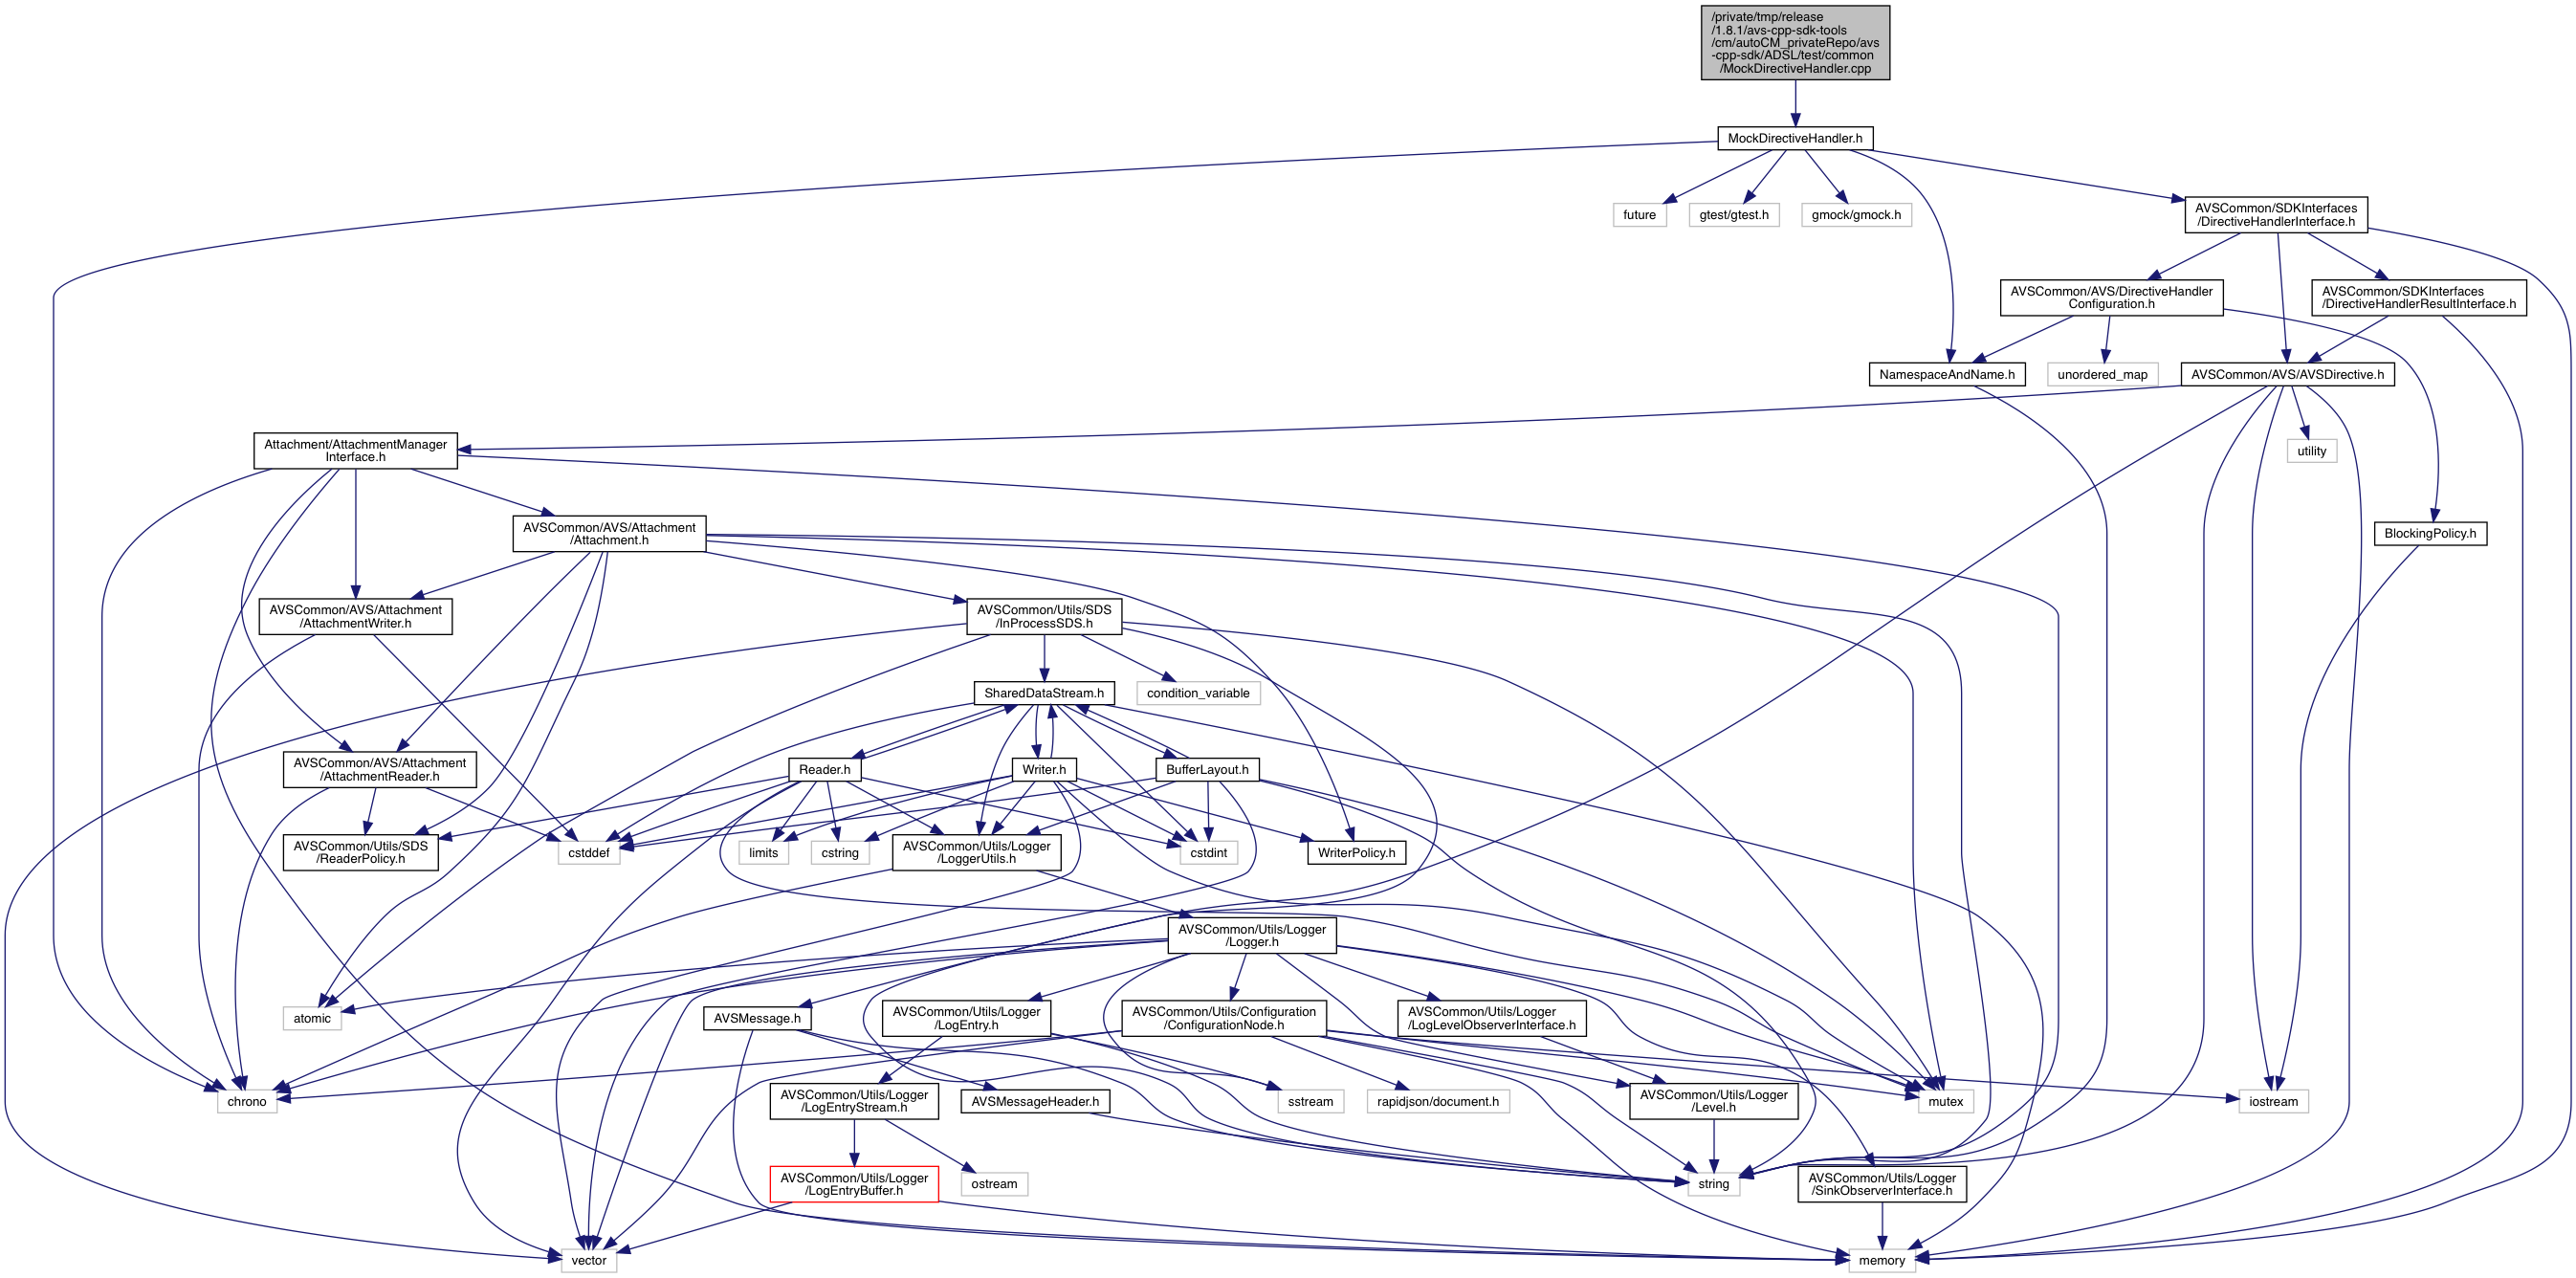 /private/tmp/release
/1.8.1/avs-cpp-sdk-tools
/cm/autoCM_privateRepo/avs
-cpp-sdk/ADSL/test/common
/MockDirectiveHandler.cpp
MockDirectiveHandler.h
future
gtest/gtest.h
gmock/gmock.h
AVSCommon/SDKInterfaces
/DirectiveHandlerInterface.h
AVSCommon/AVS/DirectiveHandler
Configuration.h
AVSCommon/SDKInterfaces
/DirectiveHandlerResultInterface.h
NamespaceAndName.h
unordered_map
AVSCommon/AVS/AVSDirective.h
Attachment/AttachmentManager
Interface.h
utility
AVSCommon/AVS/Attachment
/Attachment.h
BlockingPolicy.h
AVSCommon/AVS/Attachment
/AttachmentWriter.h
AVSCommon/Utils/SDS
/InProcessSDS.h
SharedDataStream.h
condition_variable
AVSCommon/AVS/Attachment
/AttachmentReader.h
Reader.h
Writer.h
BufferLayout.h
AVSCommon/Utils/SDS
/ReaderPolicy.h
cstddef
limits
cstring
AVSCommon/Utils/Logger
/LoggerUtils.h
cstdint
WriterPolicy.h
AVSCommon/Utils/Logger
/Logger.h
atomic
AVSMessage.h
AVSCommon/Utils/Logger
/LogEntry.h
AVSCommon/Utils/Configuration
/ConfigurationNode.h
AVSCommon/Utils/Logger
/LogLevelObserverInterface.h
chrono
AVSCommon/Utils/Logger
/LogEntryStream.h
AVSMessageHeader.h
sstream
rapidjson/document.h
AVSCommon/Utils/Logger
/Level.h
mutex
iostream
AVSCommon/Utils/Logger
/LogEntryBuffer.h
ostream
string
AVSCommon/Utils/Logger
/SinkObserverInterface.h
vector
memory